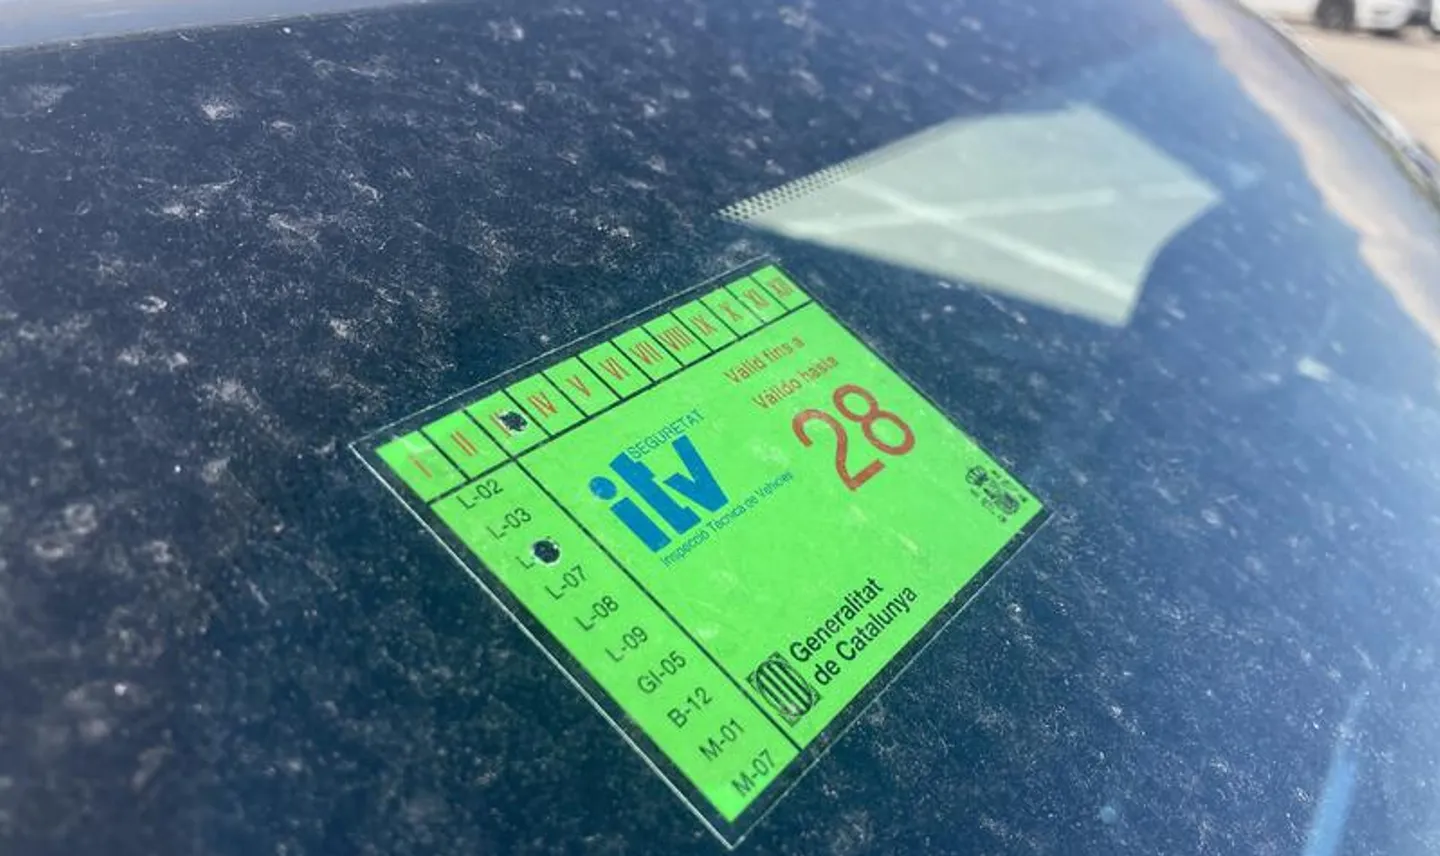 I II IV V VI VII VIII IX X XI XII
Vàlid fins a
Válido hasta
28
SEGURETAT
itv
Inspecció Tècnica de Vehicles
L-02
L-03
L-07
L-08
L-09
GI-05
B-12
M-01
M-07
Generalitat
de Catalunya